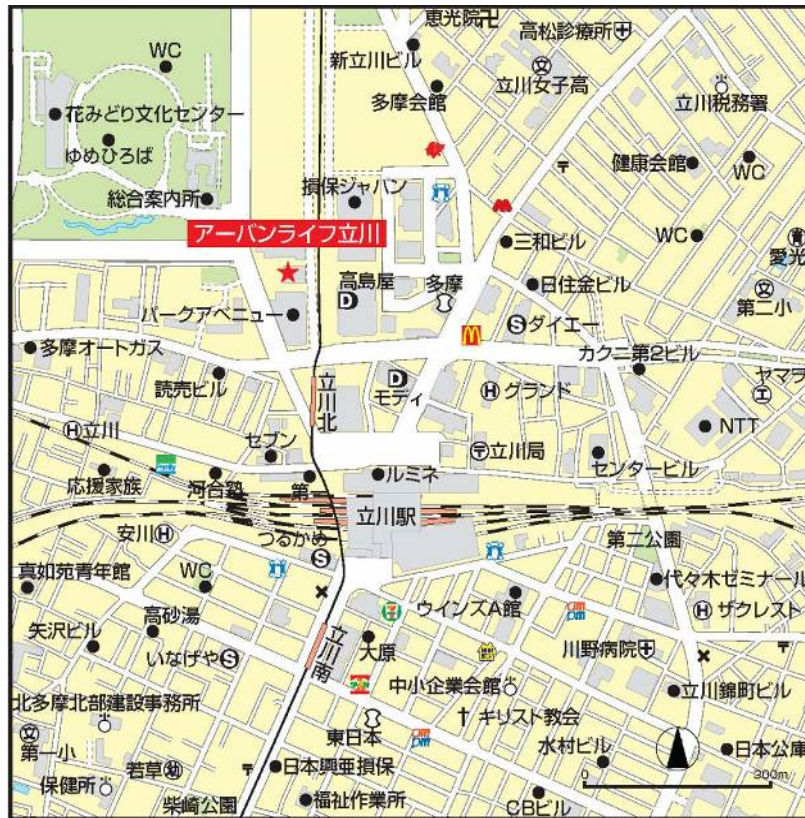 恵光院
高松診療所
WC
新立川ビル
立川女子高
多摩会館
立川税務署
花みどり文化センター
ゆめひろば
健康会館
WC
総合案内所
損保ジャパン
アーバンライフ立川
三和ビル
WC
愛光
高島屋
多摩
日住金ビル
第二小
D
パークアベニュー
ダイエー
多摩オートガス
カクニ第2ビル
読売ビル
立川北
D
モディ
グランド
ヤマラ
NTT
立川
セブン
立川局
センタービル
ルミネ
応援家族
河合塾
第一
立川駅
安川
つるかめ
第二公園
真如苑青年館
WC
代々木ゼミナール
高砂湯
ウインズA館
ザクレスト
矢沢ビル
立川南
大原
川野病院
いなげや
中小企業会館
立川錦町ビル
北多摩北部建設事務所
キリスト教会
東日本
第一小
水村ビル
日本公庫
若草
日本興亜損保
保健所
0 300m
柴崎公園
福祉作業所
CBビル